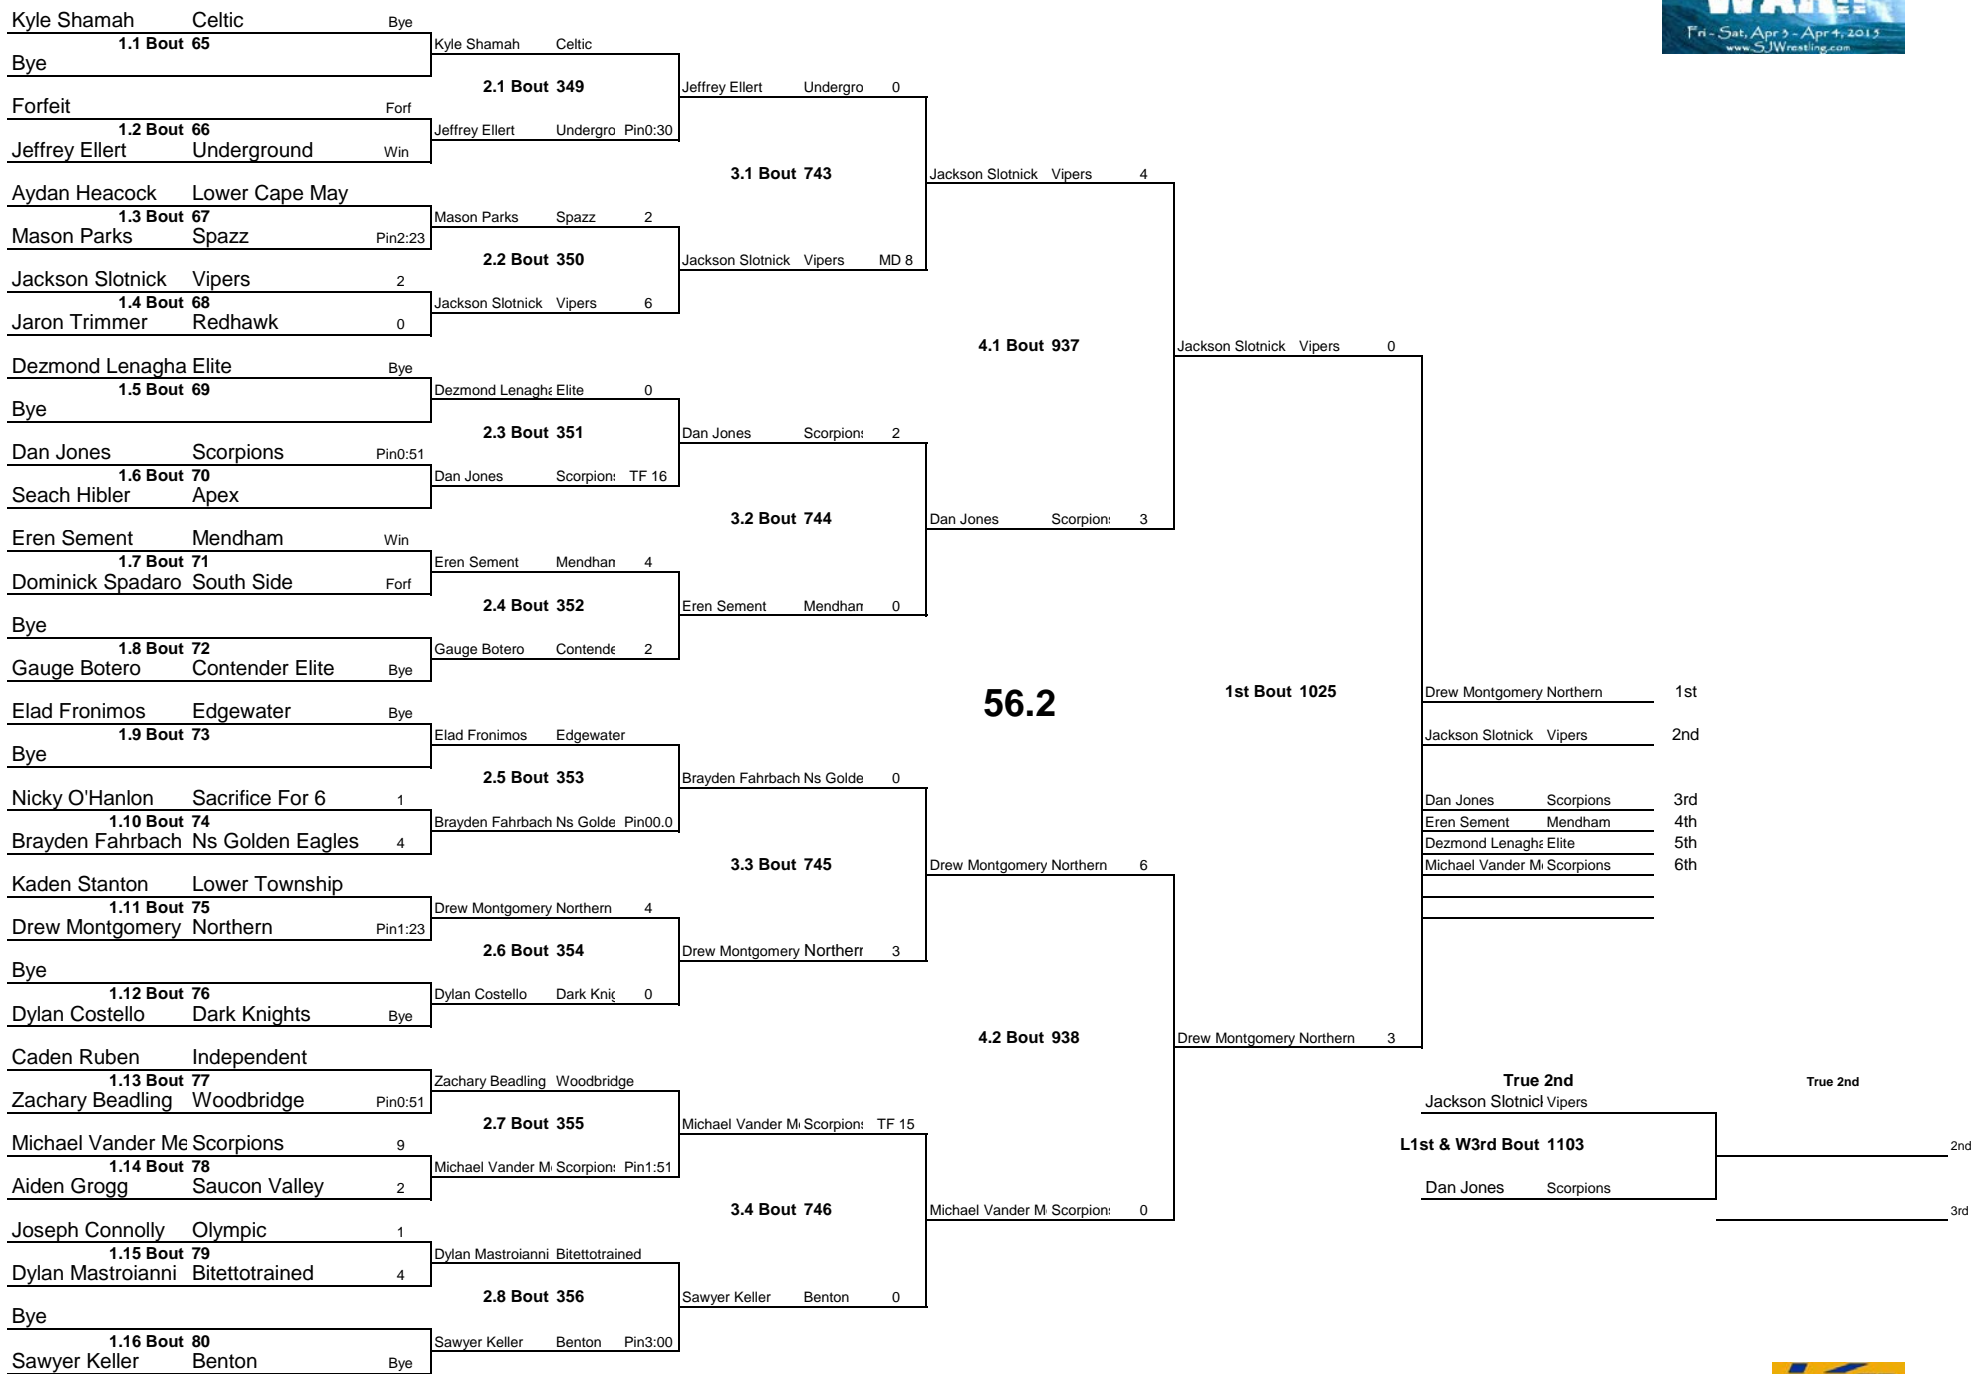 WAR!!
Fri - Sat, Apr 3 - Apr 4, 2015
www.SJWrestling.com
Kyle Shamah Celtic Bye
1.1 Bout 65
Bye
Forfeit Forf
1.2 Bout 66
Jeffrey Ellert Underground Win
Aydan Heacock Lower Cape May
1.3 Bout 67
Mason Parks Spazz Pin2:23
Jackson Slotnick Vipers 2
1.4 Bout 68
Jaron Trimmer Redhawk 0
Dezmond Lenagha Elite Bye
1.5 Bout 69
Bye
Dan Jones Scorpions Pin0:51
1.6 Bout 70
Seach Hibler Apex
Eren Sement Mendham Win
1.7 Bout 71
Dominick Spadaro South Side Forf
Bye
1.8 Bout 72
Gauge Botero Contender Elite Bye
Elad Fronimos Edgewater Bye
1.9 Bout 73
Bye
Nicky O'Hanlon Sacrifice For 6 1
1.10 Bout 74
Brayden Fahrbach Ns Golden Eagles 4
Kaden Stanton Lower Township
1.11 Bout 75
Drew Montgomery Northern Pin1:23
Bye
1.12 Bout 76
Dylan Costello Dark Knights Bye
Caden Ruben Independent
1.13 Bout 77
Zachary Beadling Woodbridge Pin0:51
Michael Vander Me Scorpions 9
1.14 Bout 78
Aiden Grogg Saucon Valley 2
Joseph Connolly Olympic 1
1.15 Bout 79
Dylan Mastroianni Bitettotrained 4
Bye
1.16 Bout 80
Sawyer Keller Benton Bye
Kyle Shamah Celtic
2.1 Bout 349
Jeffrey Ellert Undergro Pin0:30
Mason Parks Spazz 2
2.2 Bout 350
Jackson Slotnick Vipers 6
Dezmond Lenagha Elite 0
2.3 Bout 351
Dan Jones Scorpions TF 16
Eren Sement Mendham 4
2.4 Bout 352
Gauge Botero Contende 2
Elad Fronimos Edgewater
2.5 Bout 353
Brayden Fahrbach Ns Golde Pin00.0
Drew Montgomery Northern 4
2.6 Bout 354
Dylan Costello Dark Knig 0
Zachary Beadling Woodbridge
2.7 Bout 355
Michael Vander Me Scorpions Pin1:51
Dylan Mastroianni Bitettotrained
2.8 Bout 356
Sawyer Keller Benton Pin3:00
Jeffrey Ellert Undergro 0
3.1 Bout 743
Jackson Slotnick Vipers MD 8
Dan Jones Scorpions 2
3.2 Bout 744
Eren Sement Mendham 0
Brayden Fahrbach Ns Golde 0
3.3 Bout 745
Drew Montgomery Northern 3
Michael Vander Me Scorpions TF 15
3.4 Bout 746
Sawyer Keller Benton 0
Jackson Slotnick Vipers 4
4.1 Bout 937
Dan Jones Scorpions 3
56.2
Drew Montgomery Northern 6
4.2 Bout 938
Michael Vander Me Scorpions 0
Jackson Slotnick Vipers 0
1st Bout 1025
Drew Montgomery Northern 3
Drew Montgomery Northern 1st
Jackson Slotnick Vipers 2nd
Dan Jones Scorpions 3rd
Eren Sement Mendham 4th
Dezmond Lenagha Elite 5th
Michael Vander Me Scorpions 6th
True 2nd True 2nd
Jackson Slotnick Vipers
L1st & W3rd Bout 1103
Dan Jones Scorpions
2nd
3rd